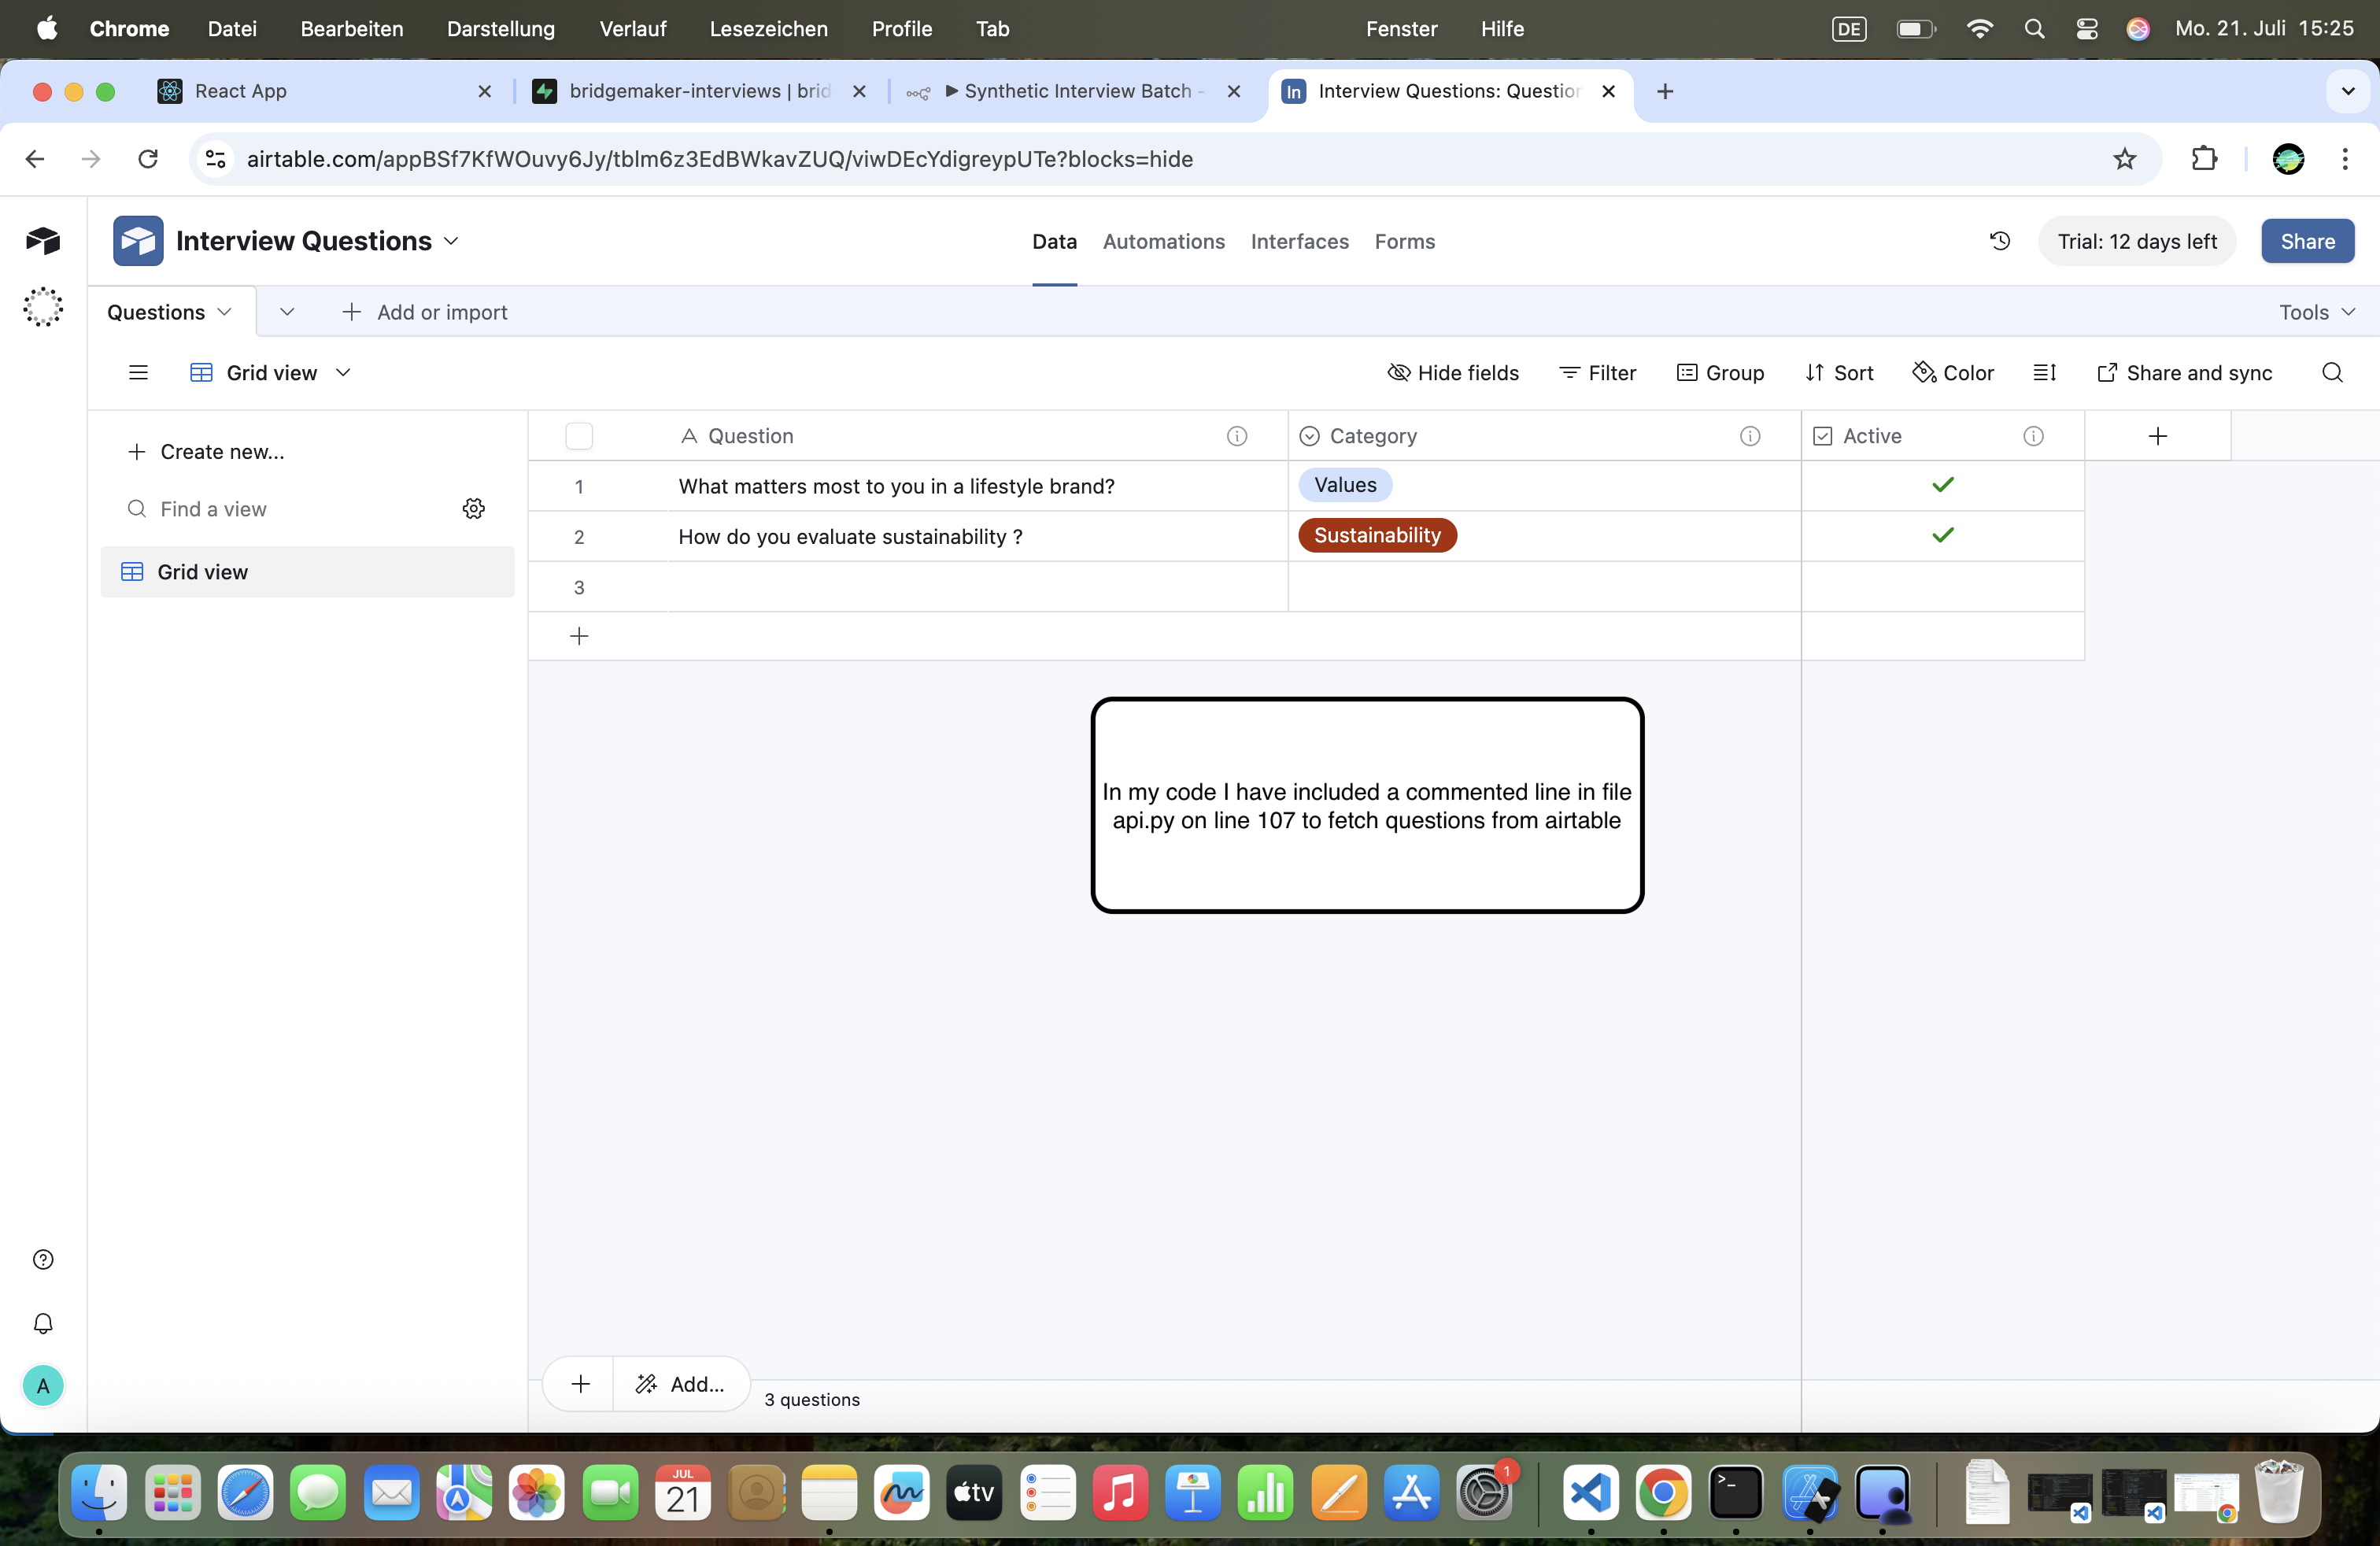 Chrome Datei Bearbeiten Darstellung Verlauf Lesezeichen Profile Tab Fenster Hilfe DE Mo. 21. Juli 15:25
React App bridgemaker-interviews | brid Synthetic Interview Batch - In Interview Questions: Question
airtable.com/appBSf7KfWOuvy6Jy/tblm6z3EdBWkavZUQ/viwDEcYdigreypUTe?blocks=hide
Interview Questions Data Automations Interfaces Forms Trial: 12 days left Share
Questions Add or import Tools
Grid view Hide fields Filter Group Sort Color Share and sync
Create new... Question Category Active
1 What matters most to you in a lifestyle brand? Values
Find a view
2 How do you evaluate sustainability ? Sustainability
Grid view
3
In my code I have included a commented line in file
api.py on line 107 to fetch questions from airtable
A Add... 3 questions
JUL
21
tv
1